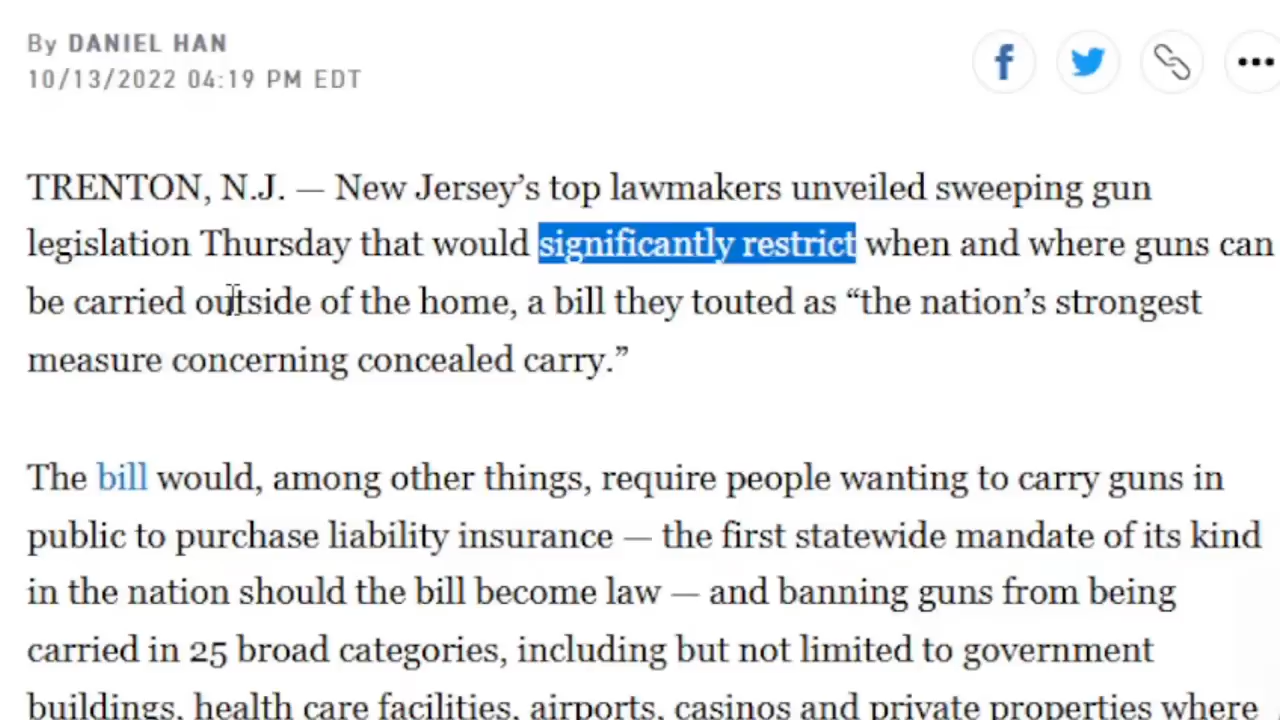 By DANIEL HAN
10/13/2022 04:19 PM EDT
TRENTON, N.J. — New Jersey’s top lawmakers unveiled sweeping gun
legislation Thursday that would significantly restrict when and where guns can
be carried outside of the home, a bill they touted as “the nation’s strongest
measure concerning concealed carry.”
The bill would, among other things, require people wanting to carry guns in
public to purchase liability insurance — the first statewide mandate of its kind
in the nation should the bill become law — and banning guns from being
carried in 25 broad categories, including but not limited to government
buildings, health care facilities, airports, casinos and private properties where